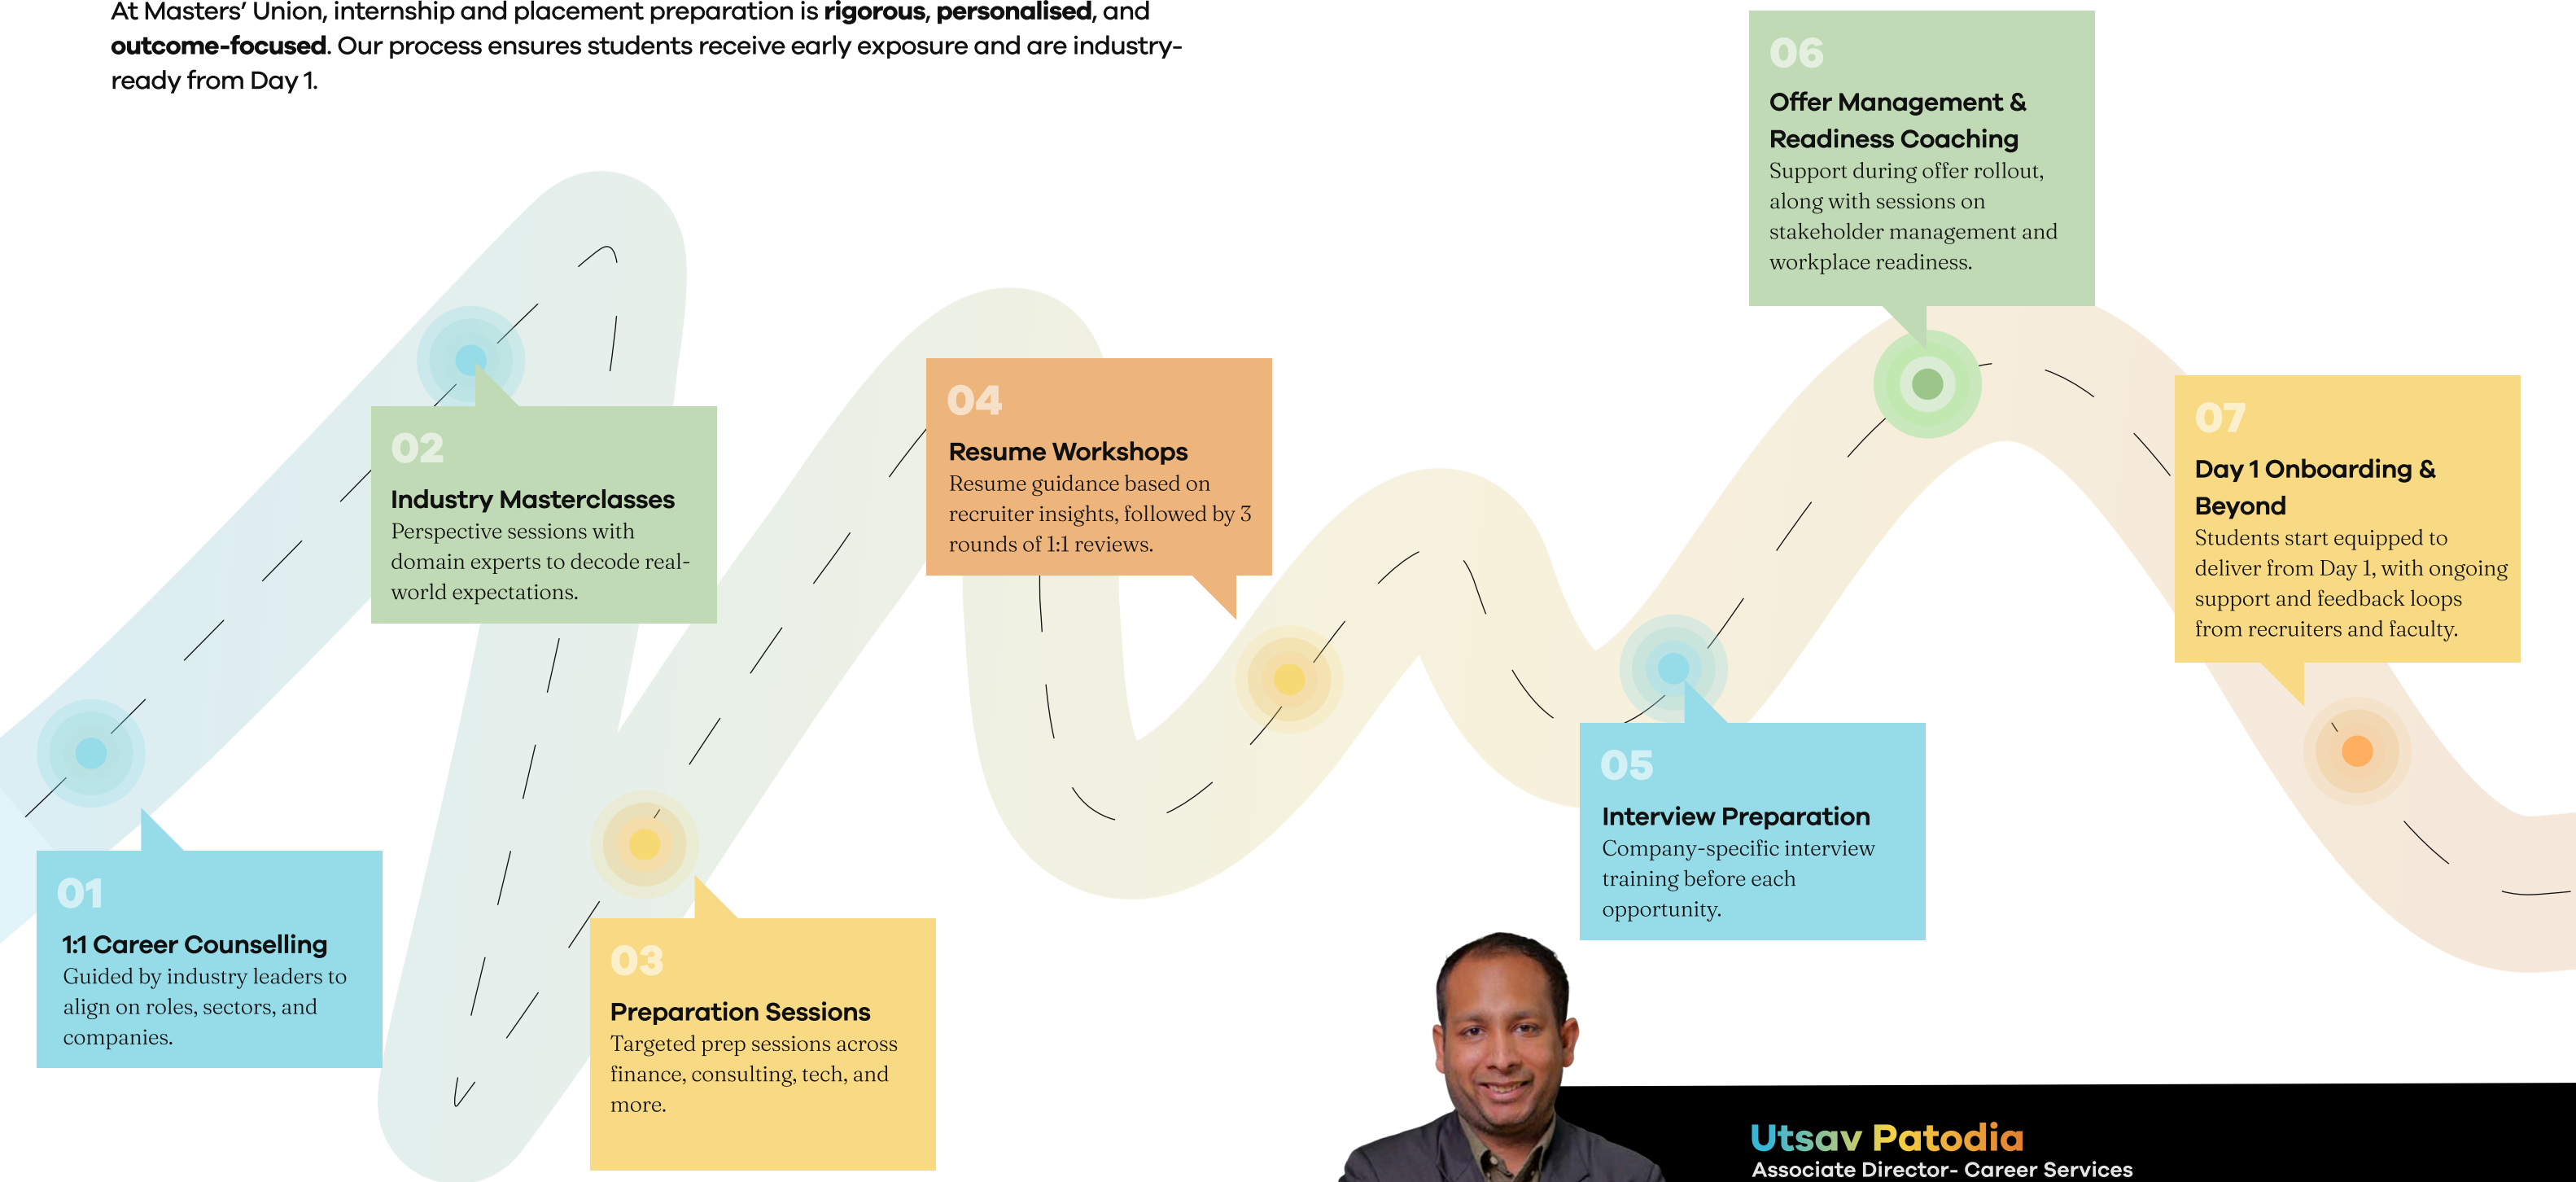 At Masters’ Union, internship and placement preparation is rigorous, personalised, and
outcome-focused. Our process ensures students receive early exposure and are industry-
ready from Day 1.
01
1:1 Career Counselling
Guided by industry leaders to
align on roles, sectors, and
companies.
02
Industry Masterclasses
Perspective sessions with
domain experts to decode real-
world expectations.
03
Preparation Sessions
Targeted prep sessions across
finance, consulting, tech, and
more.
04
Resume Workshops
Resume guidance based on
recruiter insights, followed by 3
rounds of 1:1 reviews.
05
Interview Preparation
Company-specific interview
training before each
opportunity.
06
Offer Management &
Readiness Coaching
Support during offer rollout,
along with sessions on
stakeholder management and
workplace readiness.
07
Day 1 Onboarding &
Beyond
Students start equipped to
deliver from Day 1, with ongoing
support and feedback loops
from recruiters and faculty.
Utsav Patodia
Associate Director- Career Services